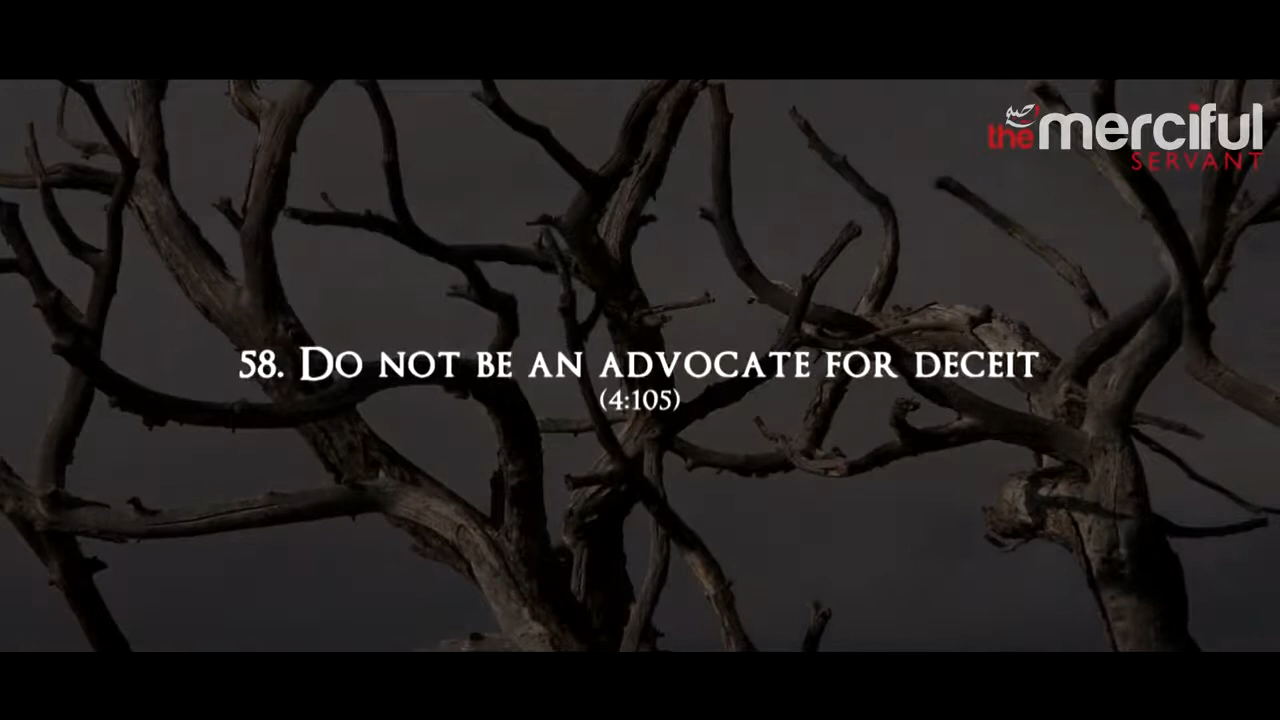 the merciful
SERVANT
58. DO NOT BE AN ADVOCATE FOR DECEIT
(4:105)